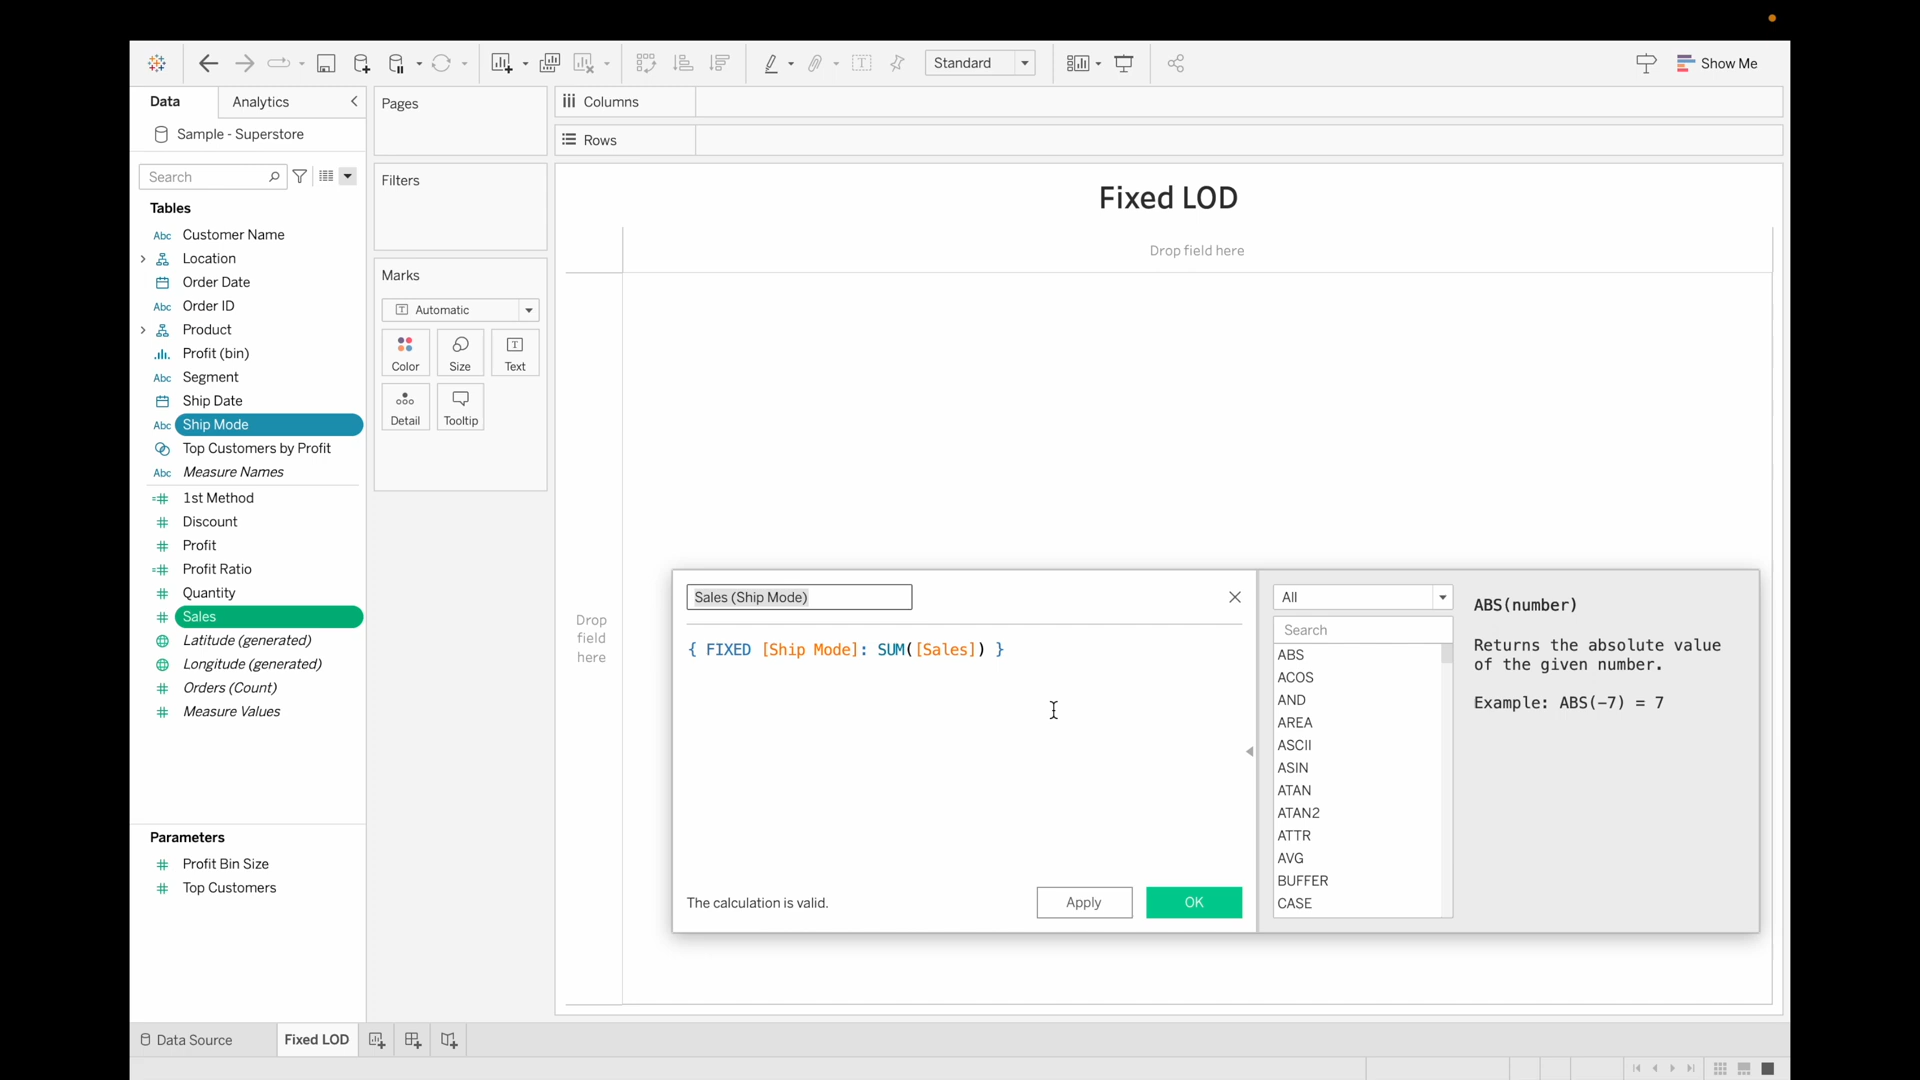 Standard
Show Me
Data
Analytics
Sample - Superstore
Search
Tables
Abc Customer Name
Location
Order Date
Abc Order ID
Product
Profit (bin)
Abc Segment
Ship Date
Abc Ship Mode
Top Customers by Profit
Abc Measure Names
=# 1st Method
# Discount
# Profit
=# Profit Ratio
# Quantity
# Sales
Latitude (generated)
Longitude (generated)
# Orders (Count)
# Measure Values
Parameters
# Profit Bin Size
# Top Customers
Pages
Filters
Marks
T Automatic
Color
Size
T Text
Detail
Tooltip
Columns
Rows
Fixed LOD
Drop field here
Drop
field
here
Sales (Ship Mode)
{ FIXED [Ship Mode]: SUM([Sales]) }
The calculation is valid.
Apply
OK
All
Search
ABS
ACOS
AND
AREA
ASCII
ASIN
ATAN
ATAN2
ATTR
AVG
BUFFER
CASE
ABS(number)
Returns the absolute value
of the given number.
Example: ABS(-7) = 7
Data Source
Fixed LOD